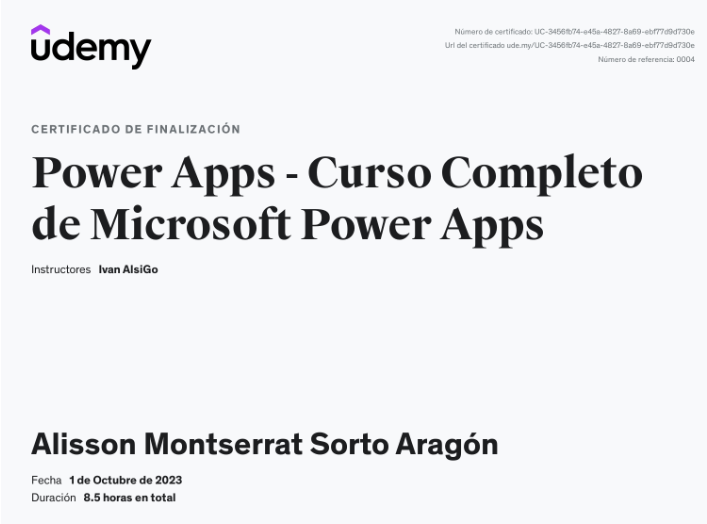 udemy
Número de certificado: UC-3456fb74-e45e-4827-8a69-ebf77d9d730e
Url del certificado ude.my/UC-3456fb74-e45e-4827-8a69-ebf77d9d730e
Número de referencia: 0004
CERTIFICADO DE FINALIZACIÓN
Power Apps - Curso Completo
de Microsoft Power Apps
Instructores Ivan AlsiGo
Alisson Montserrat Sorto Aragón
Fecha 1 de Octubre de 2023
Duración 8.5 horas en total